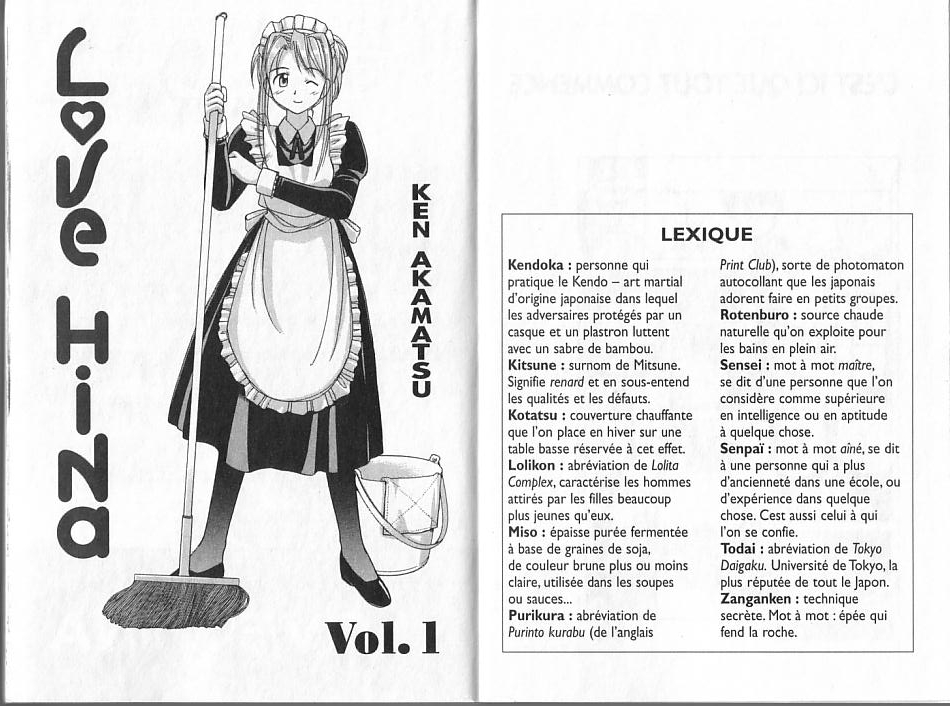 Love Hina
KEN AKAMATSU
Vol. 1
LEXIQUE
Kendoka : personne qui
pratique le Kendo – art martial
d'origine japonaise dans lequel
les adversaires protégés par un
casque et un plastron luttent
avec un sabre de bambou.
Kitsune : surnom de Mitsune.
Signifie renard et en sous-entend
les qualités et les défauts.
Kotatsu : couverture chauffante
que l'on place en hiver sur une
table basse réservée à cet effet.
Lolikon : abréviation de Lolita
Complex, caractérise les hommes
attirés par les filles beaucoup
plus jeunes qu'eux.
Miso : épaisse purée fermentée
à base de graines de soja,
de couleur brune plus ou moins
claire, utilisée dans les soupes
ou sauces...
Purikura : abréviation de
Purinto kurabu (de l'anglais
Print Club), sorte de photomaton
autocollant que les japonais
adorent faire en petits groupes.
Rotenburo : source chaude
naturelle qu'on exploite pour
les bains en plein air.
Sensei : mot à mot maître,
se dit d'une personne que l'on
considère comme supérieure
en intelligence ou en aptitude
à quelque chose.
Senpaï : mot à mot aîné, se dit
à une personne qui a plus
d'ancienneté dans une école, ou
d'expérience dans quelque
chose. Cest aussi celui à qui
l'on se confie.
Todai : abréviation de Tokyo
Daigaku. Université de Tokyo, la
plus réputée de tout le Japon.
Zanganken : technique
secrète. Mot à mot : épée qui
fend la roche.